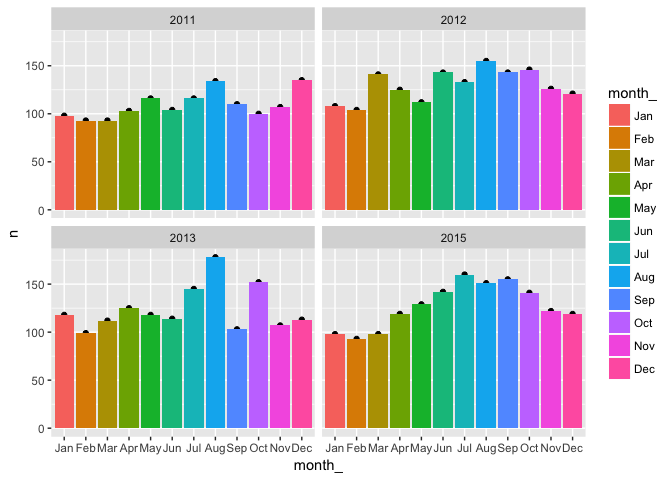 2011
2012
150
100
50
0
n
2013
2015
150
100
50
0
Jan Feb Mar Apr May Jun Jul Aug Sep Oct Nov Dec
Jan Feb Mar Apr May Jun Jul Aug Sep Oct Nov Dec
month_
month_
Jan
Feb
Mar
Apr
May
Jun
Jul
Aug
Sep
Oct
Nov
Dec